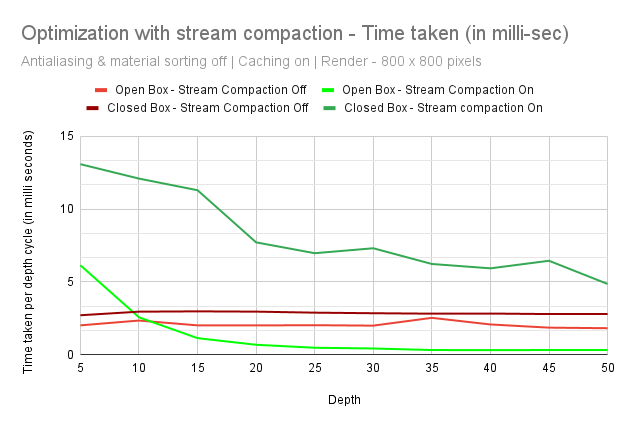 Optimization with stream compaction - Time taken (in milli-sec)
Antialiasing & material sorting off | Caching on | Render - 800 x 800 pixels
Open Box - Stream Compaction Off
Open Box - Stream Compaction On
Closed Box - Stream Compaction Off
Closed Box - Stream compaction On
Time taken per depth cycle (in milli seconds)
15
10
5
0
5 10 15 20 25 30 35 40 45 50
Depth